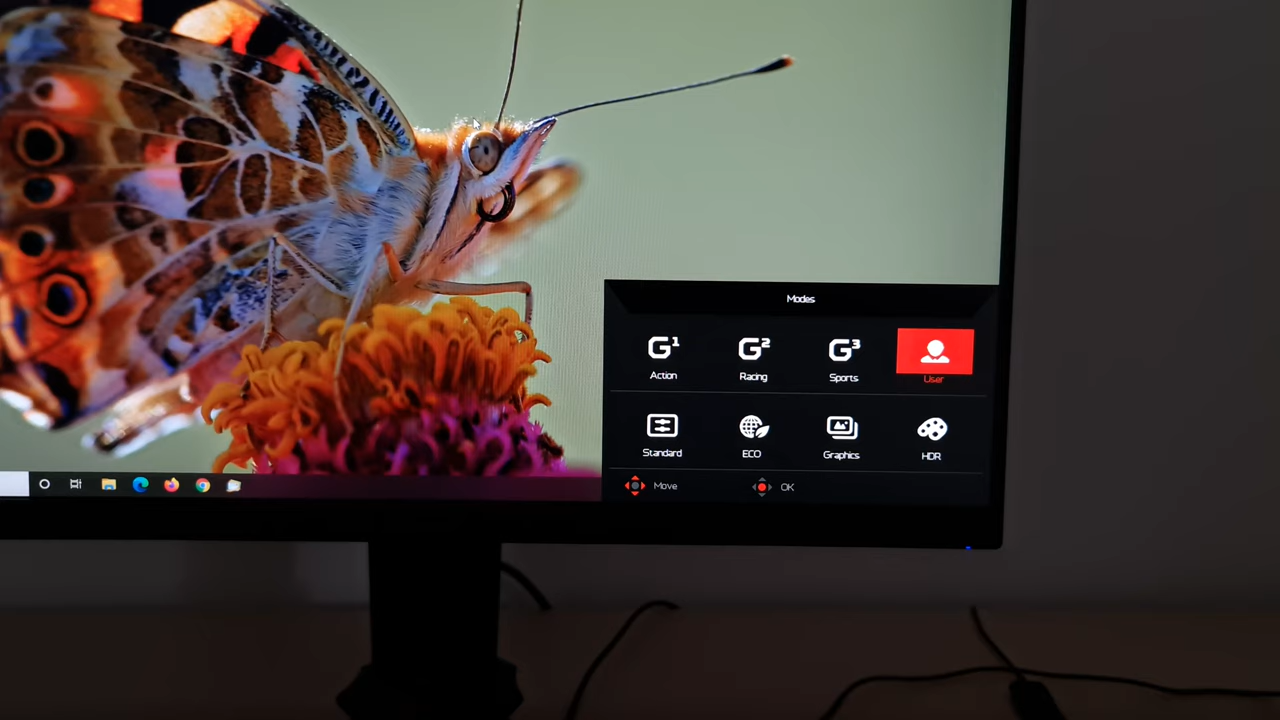 Modes
G¹ G² G³
Action Racing Sports User
Standard ECO Graphics HDR
Move OK